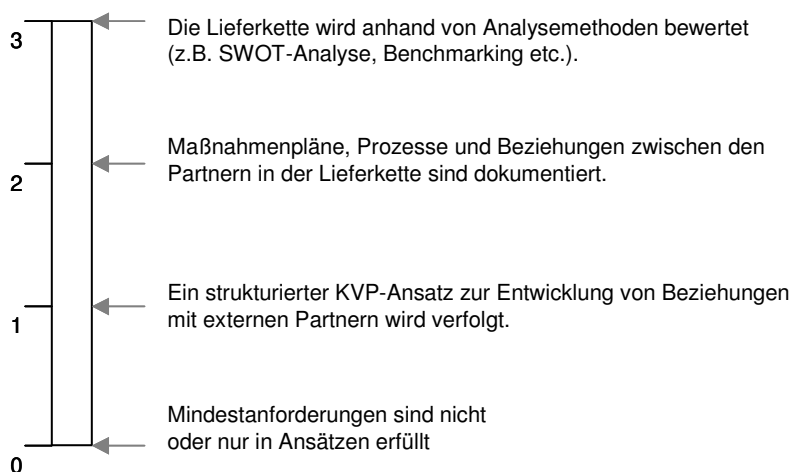 3
Die Lieferkette wird anhand von Analysemethoden bewertet
(z.B. SWOT-Analyse, Benchmarking etc.).
2
Maßnahmenpläne, Prozesse und Beziehungen zwischen den
Partnern in der Lieferkette sind dokumentiert.
1
Ein strukturierter KVP-Ansatz zur Entwicklung von Beziehungen
mit externen Partnern wird verfolgt.
0
Mindestanforderungen sind nicht
oder nur in Ansätzen erfüllt